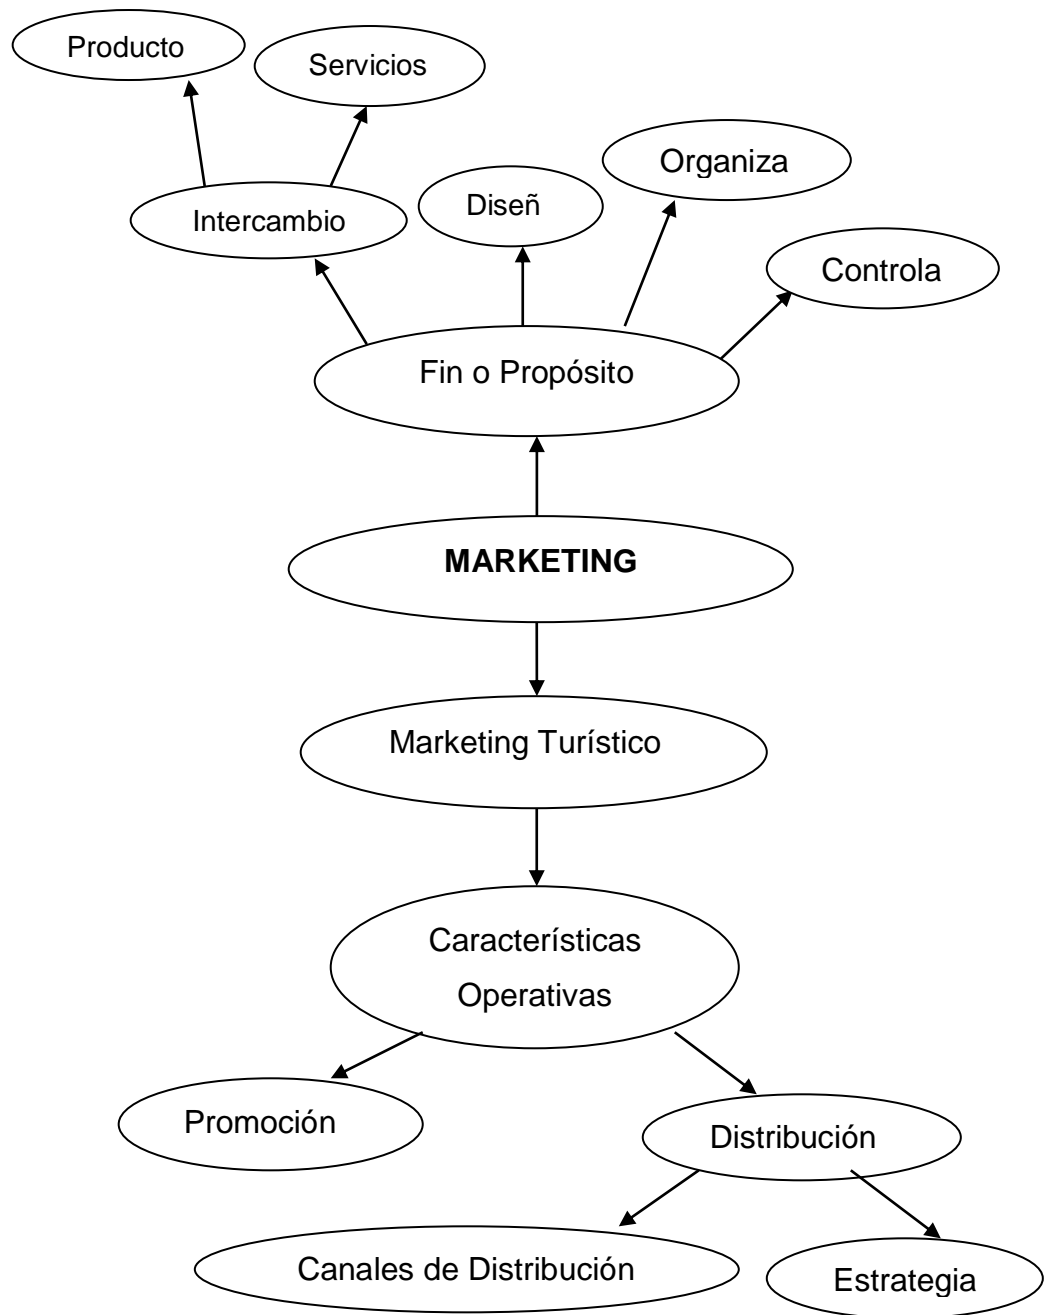 Producto
Servicios
Organiza
Diseñ
Intercambio
Controla
Fin o Propósito
MARKETING
Marketing Turístico
Características
Operativas
Promoción
Distribución
Canales de Distribución
Estrategia